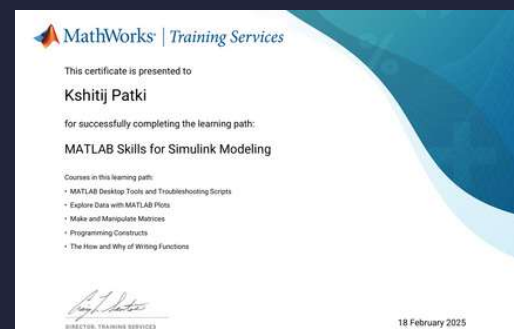 MathWorks | Training Services
This certificate is presented to
Kshitij Patki
for successfully completing the learning path:
MATLAB Skills for Simulink Modeling
Courses in this learning path:
• MATLAB Desktop Tools and Troubleshooting Scripts
• Explore Data with MATLAB Plots
• Make and Manipulate Matrices
• Programming Constructs
• The How and Why of Writing Functions
DIRECTOR, TRAINING SERVICES
18 February 2025